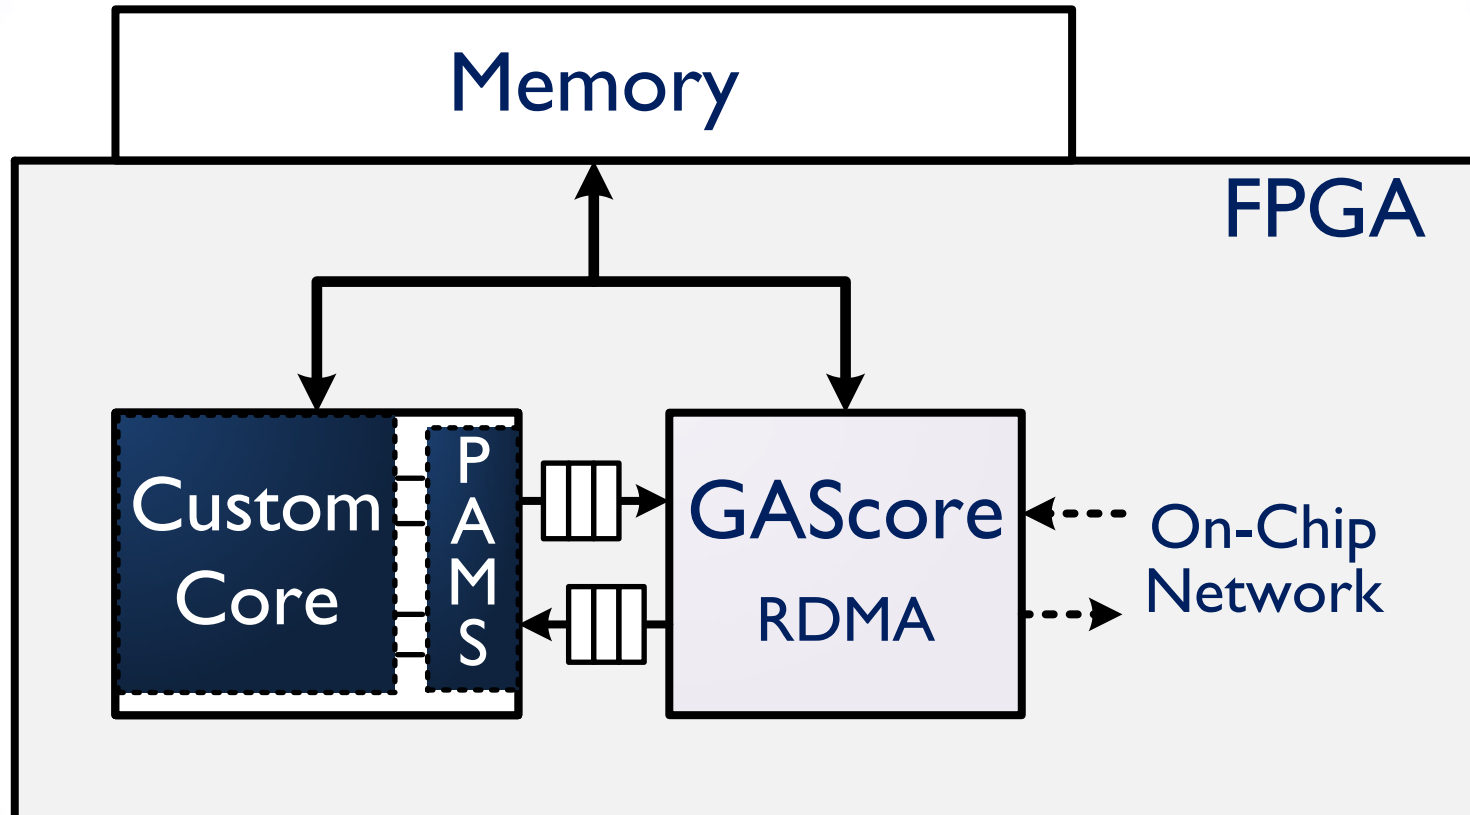 Memory
FPGA
Custom
Core
P
A
M
S
GAScore
RDMA
On-Chip
Network